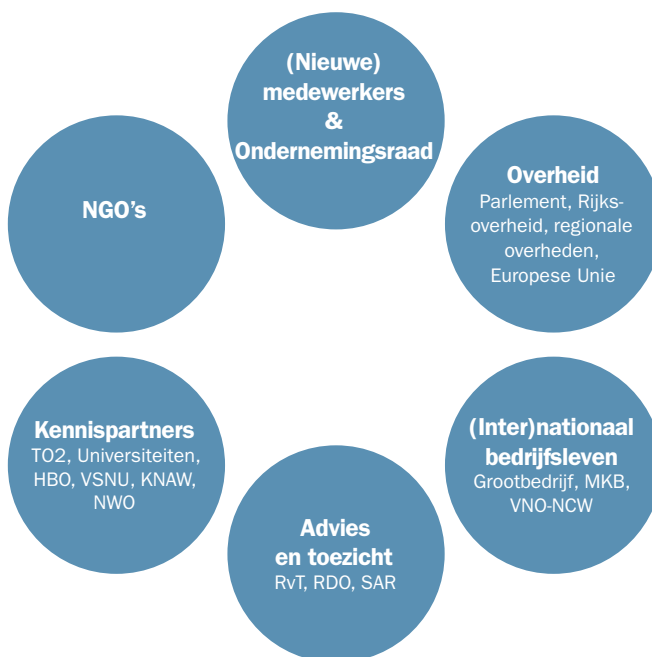 (Nieuwe)
medewerkers
&
Ondernemingsraad
NGO's
Overheid
Parlement, Rijks-
overheid, regionale
overheden,
Europese Unie
Kennispartners
TO2, Universiteiten,
HBO, VSNU, KNAW,
NWO
(Inter)nationaal
bedrijfsleven
Grootbedrijf, MKB,
VNO-NCW
Advies
en toezicht
RvT, RDO, SAR